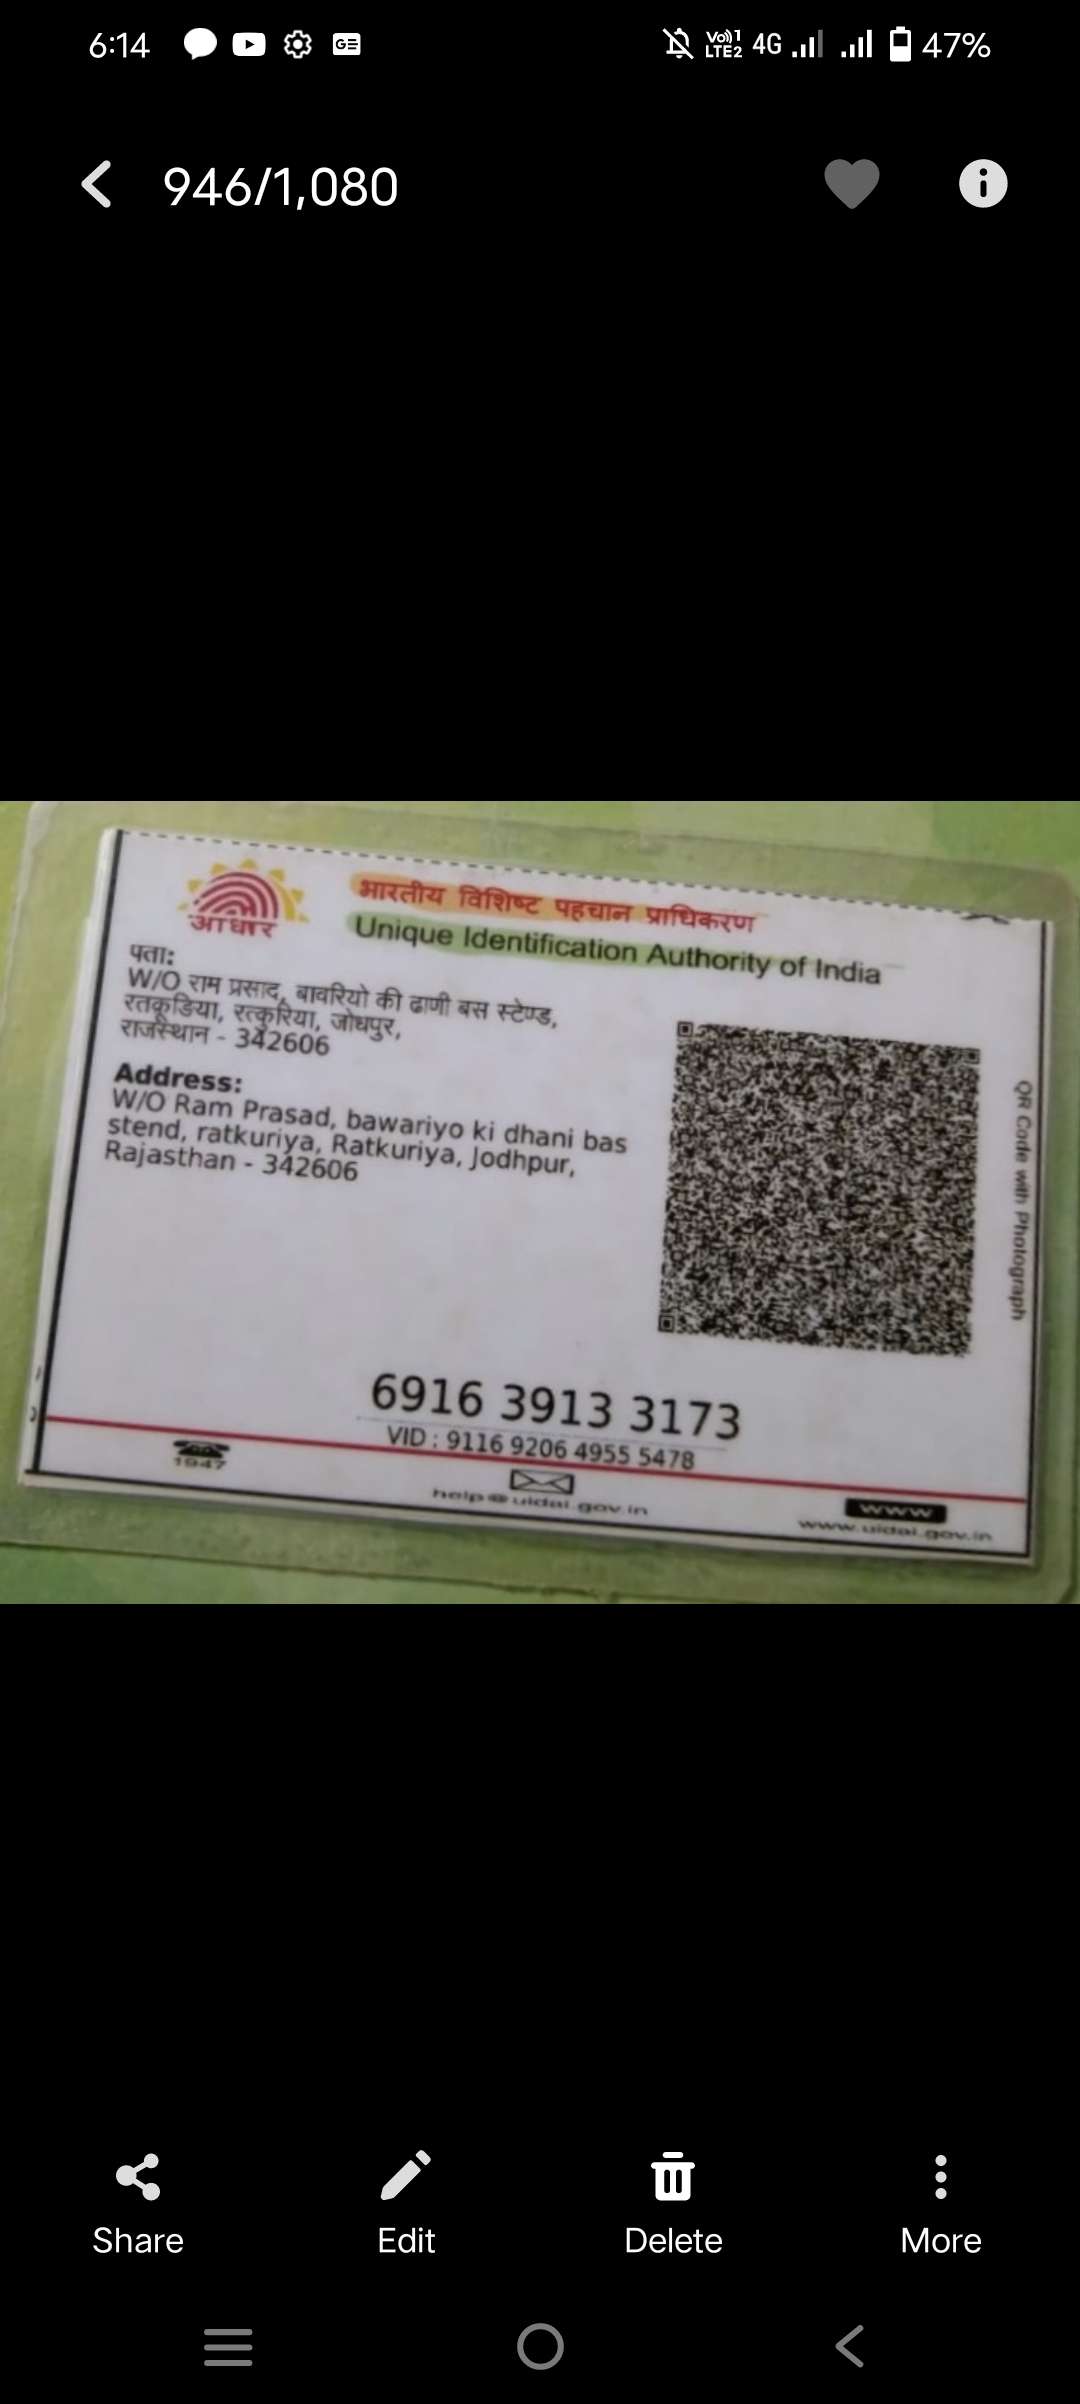 6:14
Vo)) 1
LTE2
4G
47%
946/1,080
आधार
भारतीय विशिष्ट पहचान प्राधिकरण
Unique Identification Authority of India
पता:
W/O राम प्रसाद, बावरियो की ढाणी बस स्टेण्ड,
रतकूडिया, रत्कुरिया, जोधपुर,
राजस्थान - 342606
Address:
W/O Ram Prasad, bawariyo ki dhani bas
stend, ratkuriya, Ratkuriya, Jodhpur,
Rajasthan - 342606
QR Code with Photograph
6916 3913 3173
VID : 9116 9206 4955 5478
1947
help@uidai.gov.in
www
www.uidai.gov.in
Share
Edit
Delete
More